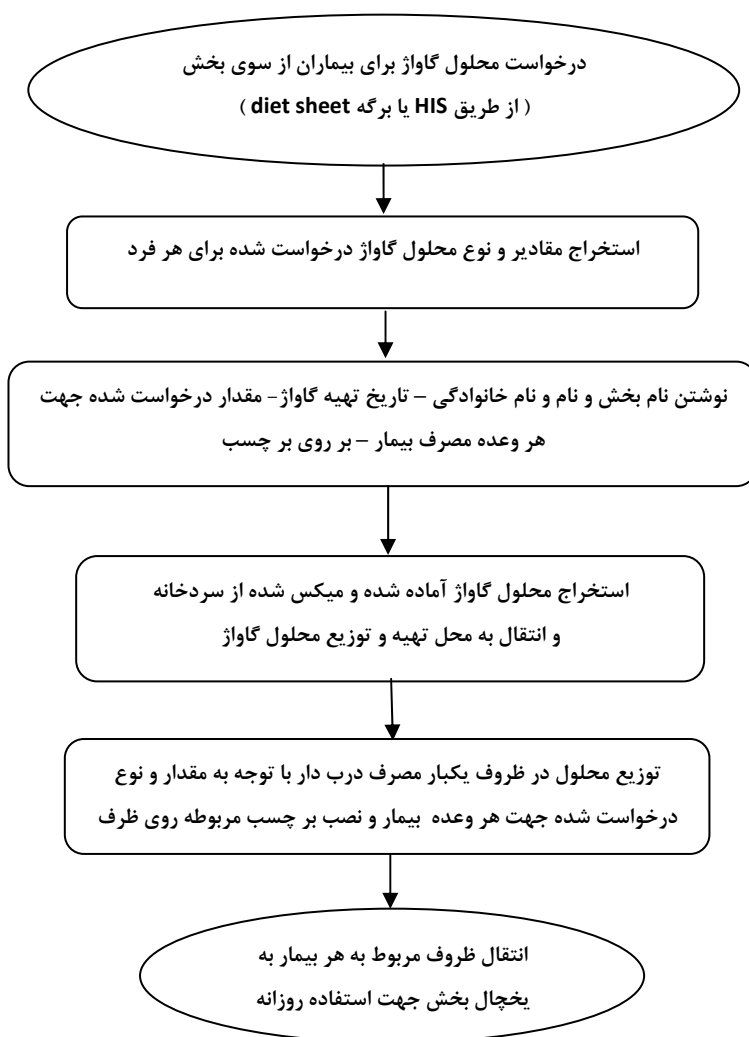 درخواست محلول گاواژ برای بیماران از سوی بخش
( از طریق HIS یا برگه diet sheet )
استخراج مقادیر و نوع محلول گاواژ درخواست شده برای هر فرد
نوشتن نام بخش و نام و نام خانوادگی – تاریخ تهیه گاواژ- مقدار درخواست شده جهت
هر وعده مصرف بیمار – بر روی بر چسب
استخراج محلول گاواژ آماده شده و میکس شده از سردخانه
و انتقال به محل تهیه و توزیع محلول گاواژ
توزیع محلول در ظروف یکبار مصرف درب دار با توجه به مقدار و نوع
درخواست شده جهت هر وعده بیمار و نصب بر چسب مربوطه روی ظرف
انتقال ظروف مربوط به هر بیمار به
یخچال بخش جهت استفاده روزانه